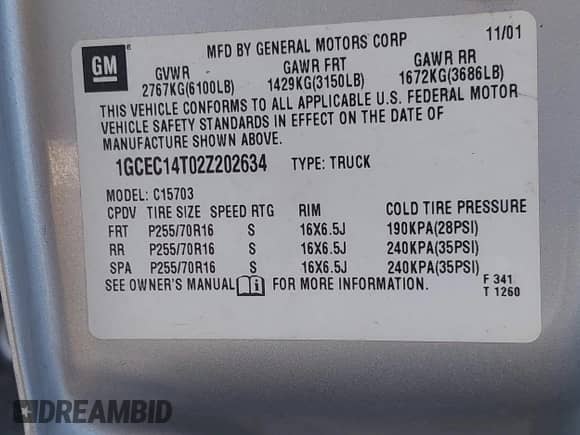 GM
MFD BY GENERAL MOTORS CORP 11/01
GVWR GAWR FRT GAWR RR
2767KG(6100LB) 1429KG(3150LB) 1672KG(3686LB)
THIS VEHICLE CONFORMS TO ALL APPLICABLE U.S. FEDERAL MOTOR
VEHICLE SAFETY STANDARDS IN EFFECT ON THE DATE OF
MANUFACTURE SHOWN ABOVE.
1GCEC14T02Z202634 TYPE: TRUCK
MODEL: C15703
CPDV TIRE SIZE SPEED RTG RIM COLD TIRE PRESSURE
FRT P255/70R16 S 16X6.5J 190KPA(28PSI)
RR P255/70R16 S 16X6.5J 240KPA(35PSI)
SPA P255/70R16 S 16X6.5J 240KPA(35PSI)
SEE OWNER'S MANUAL FOR MORE INFORMATION.
F 341
T 1260
DREAMBID